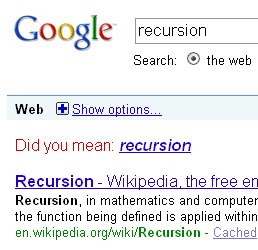 Google
recursion
Search: the web
Web Show options...
Did you mean: recursion
Recursion - Wikipedia, the free en
Recursion, in mathematics and computer
the function being defined is applied within
en.wikipedia.org/wiki/Recursion - Cached